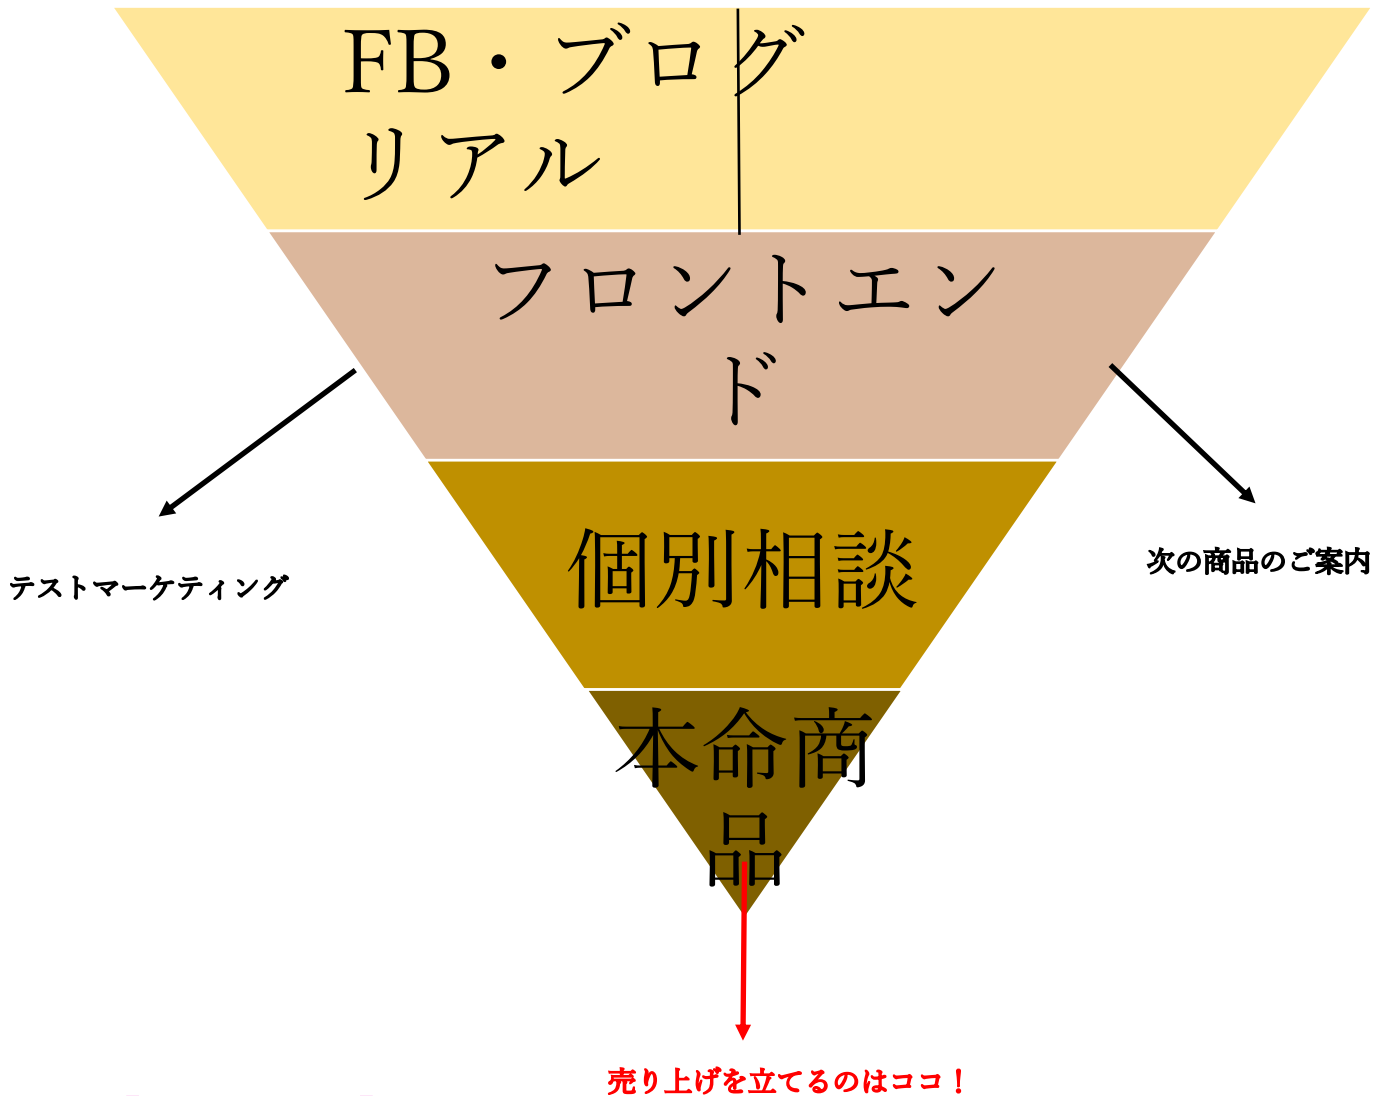 FB・ブログ
リアル
フロントエン
ド
個別相談
テストマーケティング
次の商品のご案内
本命商
品
売り上げを立てるのはココ！